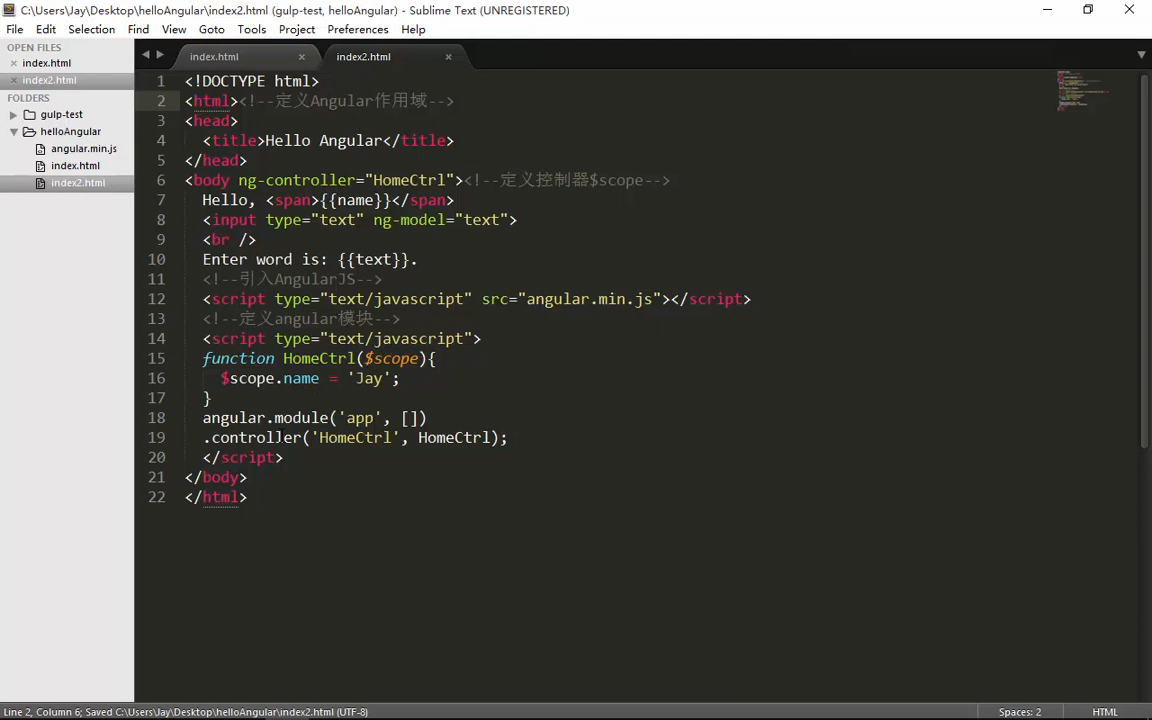 C:\Users\Jay\Desktop\helloAngular\index2.html (gulp-test, helloAngular) - Sublime Text (UNREGISTERED)
File Edit Selection Find View Goto Tools Project Preferences Help
OPEN FILES
index.html
index2.html
FOLDERS
gulp-test
helloAngular
angular.min.js
index.html
index2.html
index.html
index2.html
1 <!DOCTYPE html>
2 <html><!--定义Angular作用域-->
3 <head>
4 <title>Hello Angular</title>
5 </head>
6 <body ng-controller="HomeCtrl"><!--定义控制器$scope-->
7 Hello, <span>{{name}}</span>
8 <input type="text" ng-model="text">
9 <br />
10 Enter word is: {{text}}.
11 <!--引入AngularJS-->
12 <script type="text/javascript" src="angular.min.js"></script>
13 <!--定义angular模块-->
14 <script type="text/javascript">
15 function HomeCtrl($scope){
16 $scope.name = 'Jay';
17 }
18 angular.module('app', [])
19 .controller('HomeCtrl', HomeCtrl);
20 </script>
21 </body>
22 </html>
Line 2, Column 6; Saved C:\Users\Jay\Desktop\helloAngular\index2.html (UTF-8)
Spaces: 2
HTML